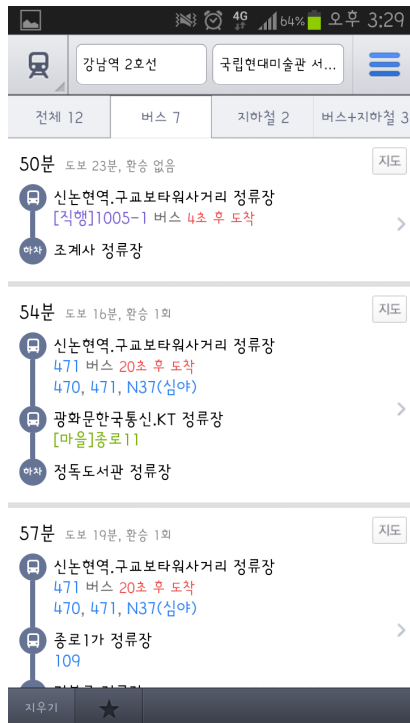 4G 64% 오후 3:29
강남역 2호선 국립현대미술관 서...
전체 12 버스 7 지하철 2 버스+지하철 3
50분 도보 23분, 환승 없음 지도
신논현역.구교보타워사거리 정류장
[직행]1005-1 버스 4초 후 도착
하차 조계사 정류장
54분 도보 16분, 환승 1회 지도
신논현역.구교보타워사거리 정류장
471 버스 20초 후 도착
470, 471, N37(심야)
광화문한국통신.KT 정류장
[마을]종로11
하차 정독도서관 정류장
57분 도보 19분, 환승 1회 지도
신논현역.구교보타워사거리 정류장
471 버스 20초 후 도착
470, 471, N37(심야)
종로1가 정류장
109
지우기